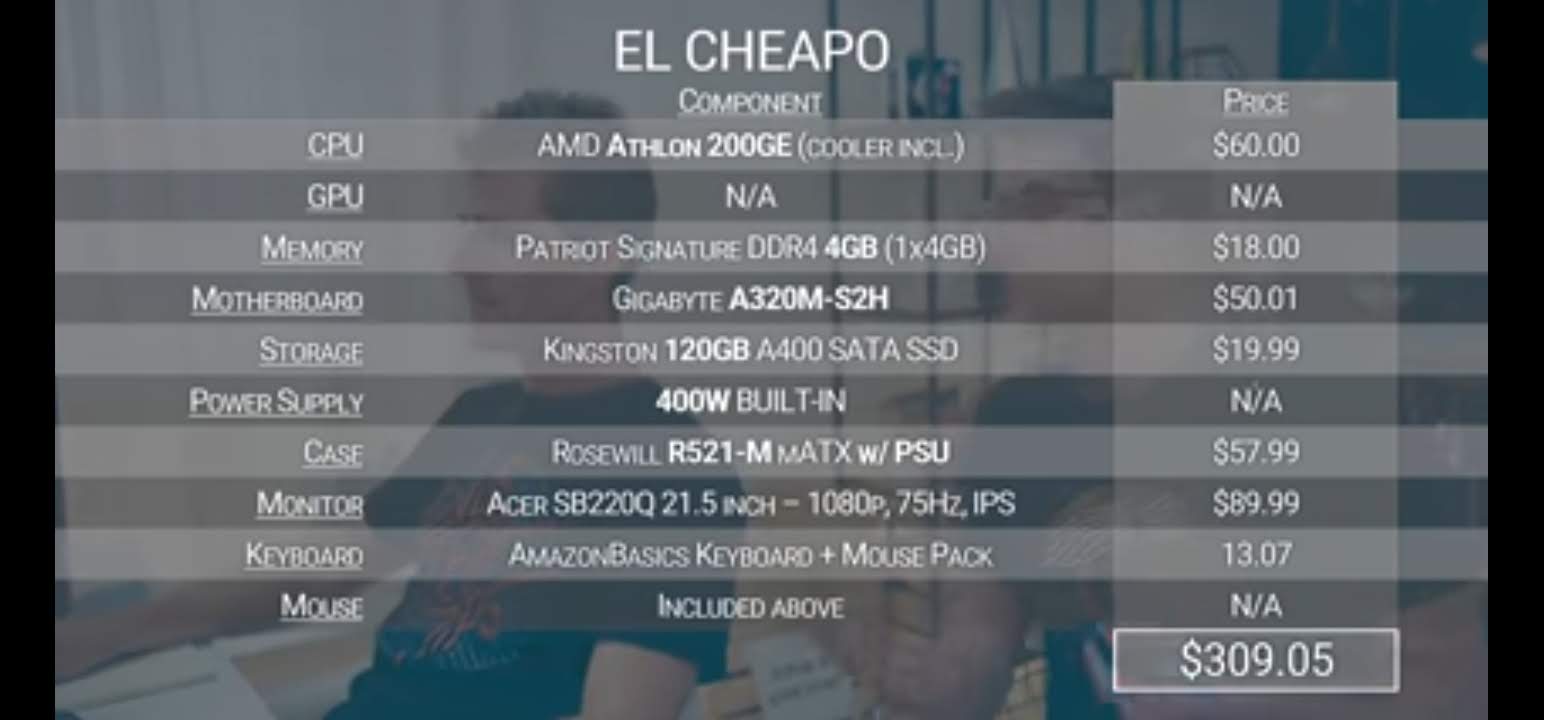 EL CHEAPO
COMPONENT PRICE
CPU AMD ATHLON 200GE (COOLER INCL.) $60.00
GPU N/A N/A
MEMORY PATRIOT SIGNATURE DDR4 4GB (1x4GB) $18.00
MOTHERBOARD GIGABYTE A320M-S2H $50.01
STORAGE KINGSTON 120GB A400 SATA SSD $19.99
POWER SUPPLY 400W BUILT-IN N/A
CASE ROSEWILL R521-M MATX w/ PSU $57.99
MONITOR ACER SB220Q 21.5 INCH – 1080P, 75HZ, IPS $89.99
KEYBOARD AMAZONBASICS KEYBOARD + MOUSE PACK 13.07
MOUSE INCLUDED ABOVE N/A
$309.05